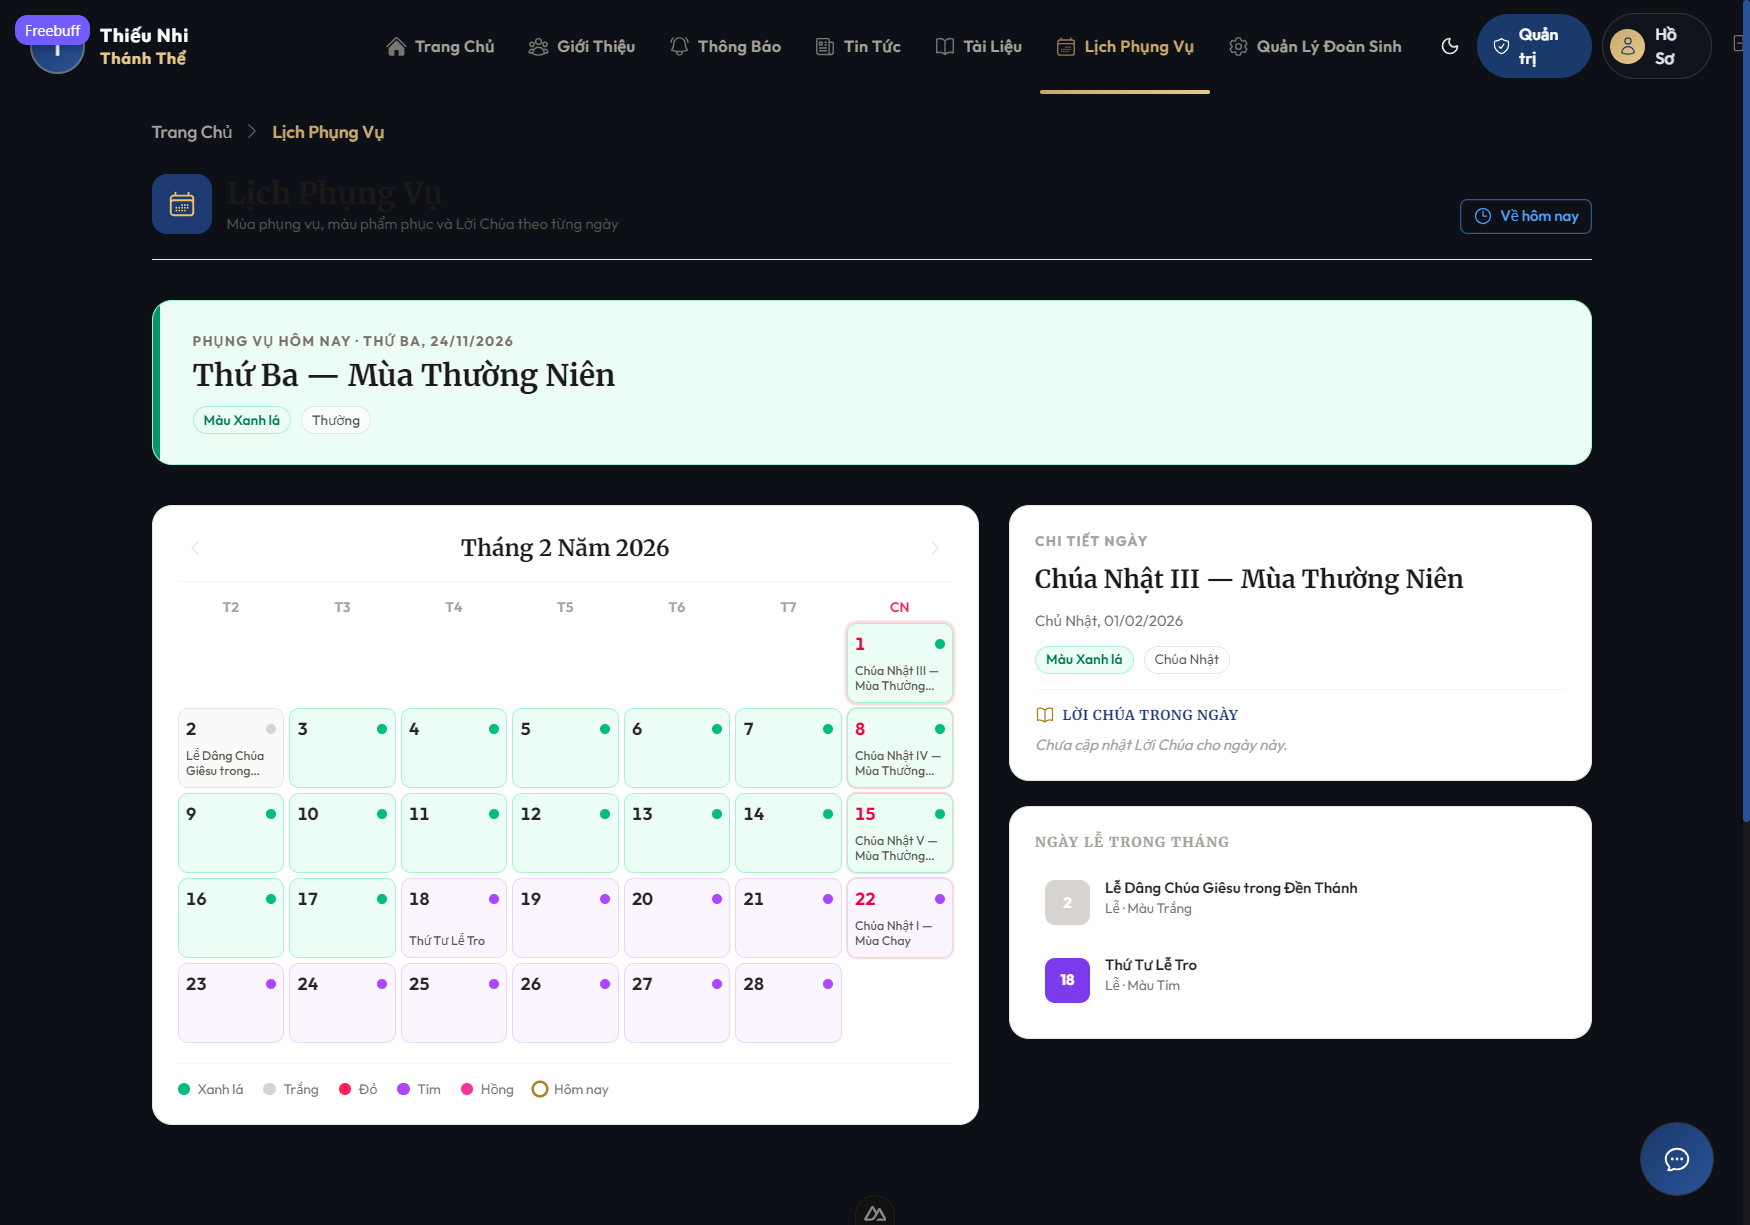 Freebuff
Thiếu Nhi
Thánh Thể
Trang Chủ
Giới Thiệu
Thông Báo
Tin Tức
Tài Liệu
Lịch Phụng Vụ
Quản Lý Đoàn Sinh
Quản trị
Hồ Sơ
Trang Chủ > Lịch Phụng Vụ
Lịch Phụng Vụ
Mùa phụng vụ, màu phẩm phục và Lời Chúa theo từng ngày
Về hôm nay
PHỤNG VỤ HÔM NAY · THỨ BA, 24/11/2026
Thứ Ba — Mùa Thường Niên
Màu Xanh lá
Thường
Tháng 2 Năm 2026
T2 T3 T4 T5 T6 T7 CN
1
Chúa Nhật III —
Mùa Thường...
2 3 4 5 6 7 8
Lễ Dâng Chúa
Giêsu trong...
Chúa Nhật IV —
Mùa Thường...
9 10 11 12 13 14 15
Chúa Nhật V —
Mùa Thường...
16 17 18 19 20 21 22
Thứ Tư Lễ Tro
Chúa Nhật I —
Mùa Chay
23 24 25 26 27 28
Xanh lá
Trắng
Đỏ
Tím
Hồng
Hôm nay
CHI TIẾT NGÀY
Chúa Nhật III — Mùa Thường Niên
Chủ Nhật, 01/02/2026
Màu Xanh lá
Chúa Nhật
LỜI CHÚA TRONG NGÀY
Chưa cập nhật Lời Chúa cho ngày này.
NGÀY LỄ TRONG THÁNG
2
Lễ Dâng Chúa Giêsu trong Đền Thánh
Lễ · Màu Trắng
18
Thứ Tư Lễ Tro
Lễ · Màu Tím